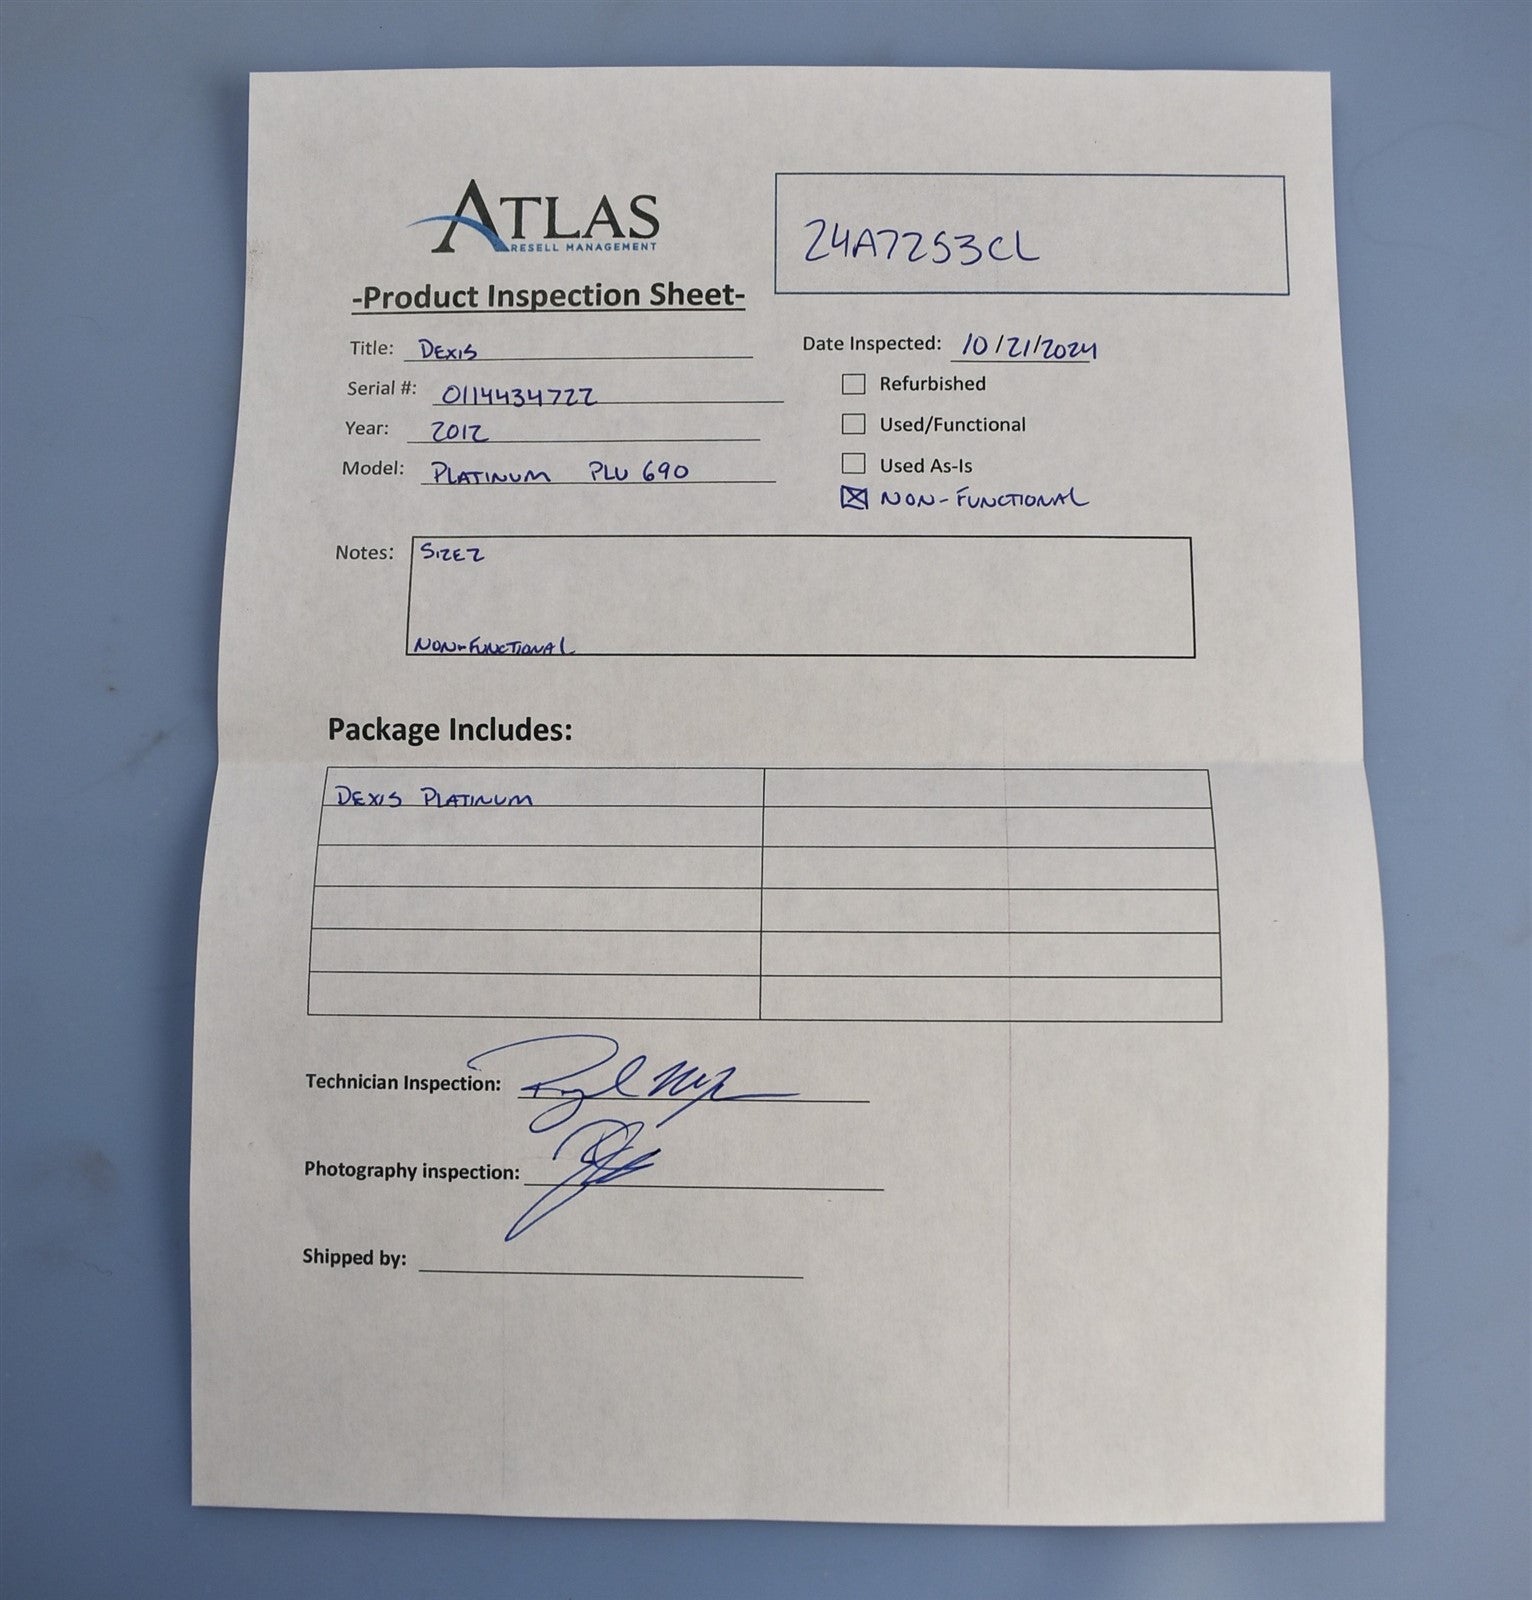 ATLAS
RESELL MANAGEMENT
24A7253CL
-Product Inspection Sheet-
Title: DEXIS
Date Inspected: 10/21/2024
Serial #: 0114434722
Refurbished
Year: 2012
Used/Functional
Model: PLATINUM PLU 690
Used As-Is
NON-FUNCTIONAL
Notes: SIZE 2
NON-FUNCTIONAL
Package Includes:
DEXIS PLATINUM
Technician Inspection:
Photography inspection:
Shipped by: